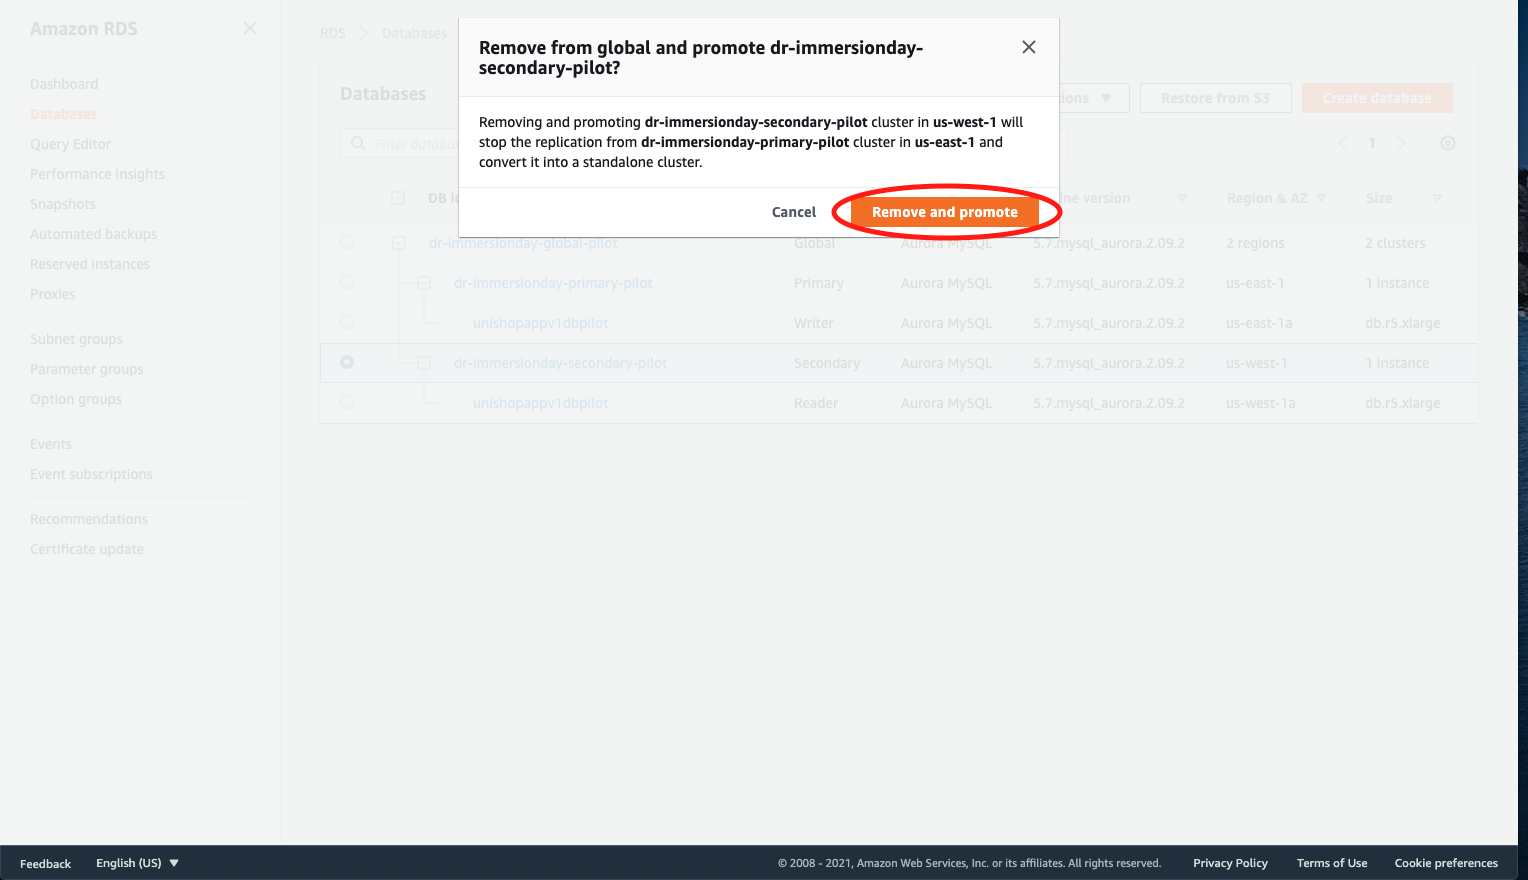 Amazon RDS
Dashboard
Databases
Query Editor
Performance Insights
Snapshots
Automated backups
Reserved instances
Proxies
Subnet groups
Parameter groups
Option groups
Events
Event subscriptions
Recommendations
Certificate update
RDS Databases
Remove from global and promote dr-immersionday-
secondary-pilot?
Removing and promoting dr-immersionday-secondary-pilot cluster in us-west-1 will
stop the replication from dr-immersionday-primary-pilot cluster in us-east-1 and
convert it into a standalone cluster.
Cancel Remove and promote
Databases Restore from S3 Create database
Filter 1
DB version Region & AZ Size
dr-immersionday-global-pilot Global Aurora MySQL 5.7.mysql_aurora.2.09.2 2 regions 2 clusters
dr-immersionday-primary-pilot Primary Aurora MySQL 5.7.mysql_aurora.2.09.2 us-east-1 1 instance
unishopappv1dbpilot Writer Aurora MySQL 5.7.mysql_aurora.2.09.2 us-east-1a db.r5.xlarge
dr-immersionday-secondary-pilot Secondary Aurora MySQL 5.7.mysql_aurora.2.09.2 us-west-1 1 instance
unishopappv1dbpilot Reader Aurora MySQL 5.7.mysql_aurora.2.09.2 us-west-1a db.r5.xlarge
Feedback English (US) © 2008 - 2021, Amazon Web Services, Inc. or its affiliates. All rights reserved. Privacy Policy Terms of Use Cookie preferences